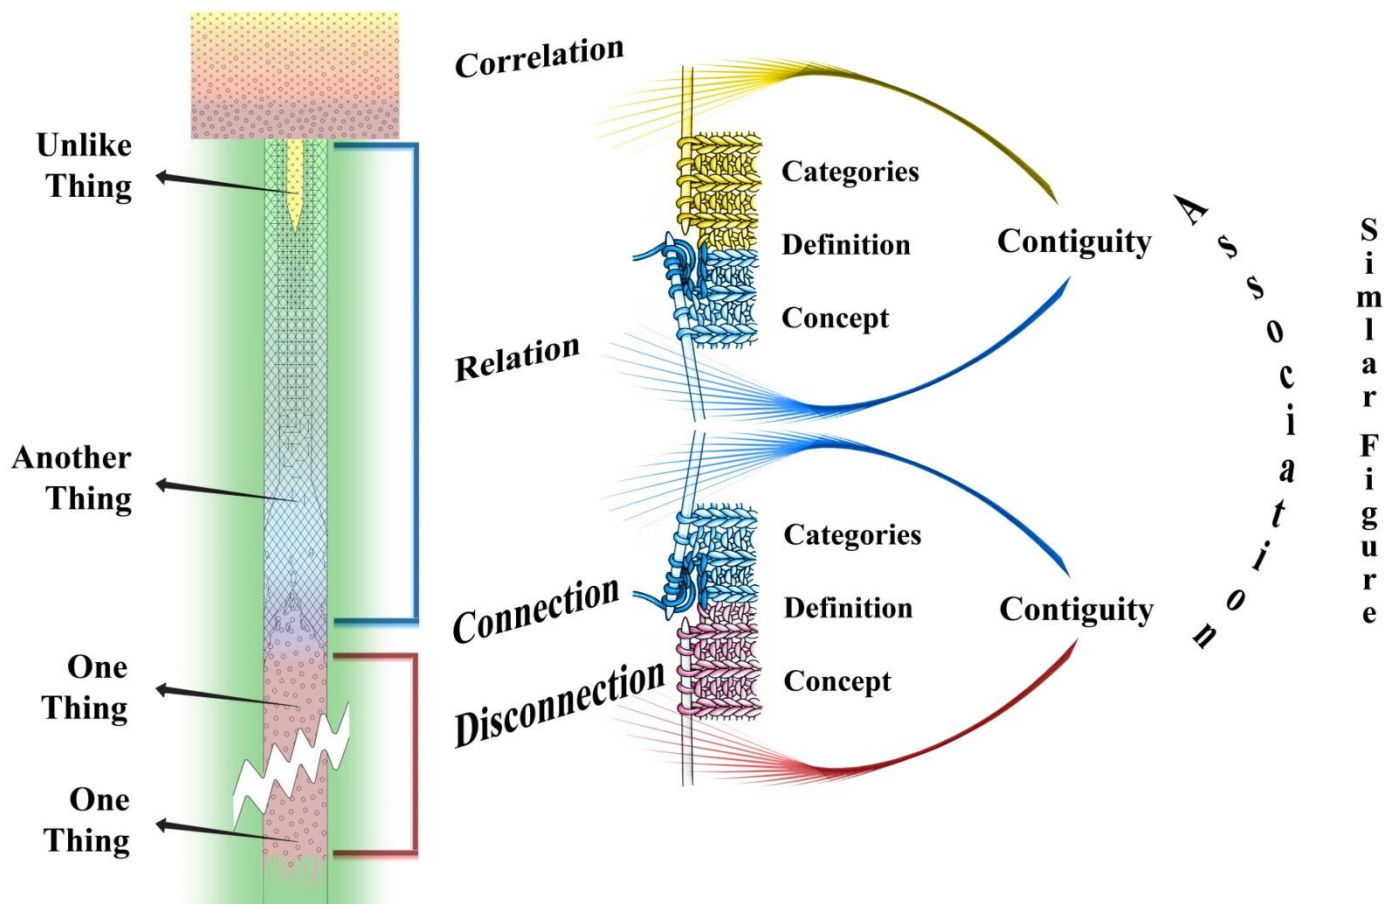 Unlike
Thing
Another
Thing
One
Thing
One
Thing
Correlation
Relation
Connection
Disconnection
Categories
Definition
Concept
Contiguity
Categories
Definition
Concept
Contiguity
Association
Simlar Figure